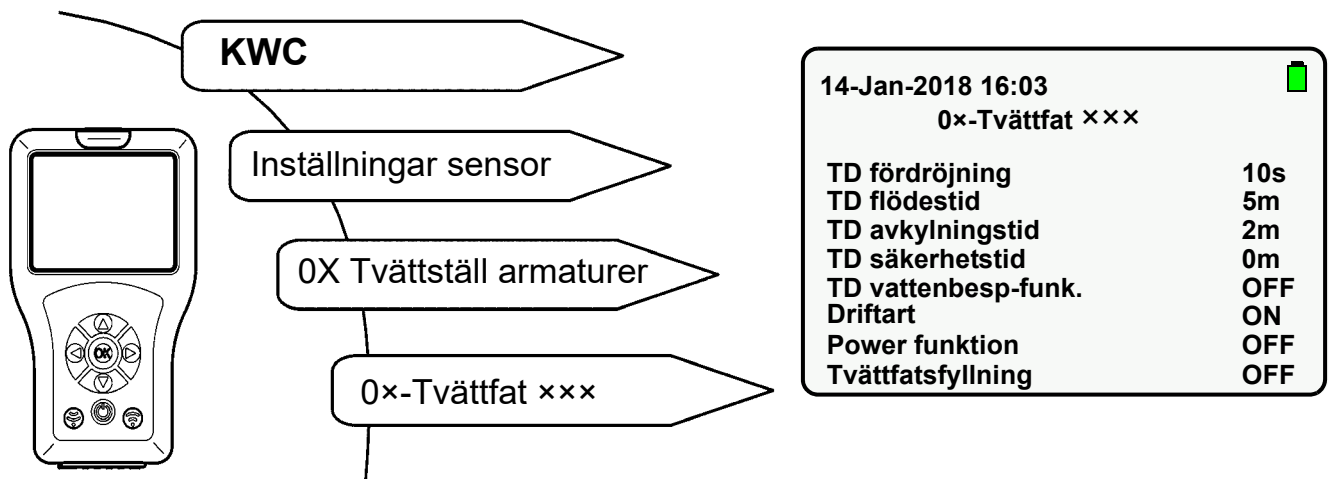 KWC
Inställningar sensor
0X Tvättställ armaturer
0×-Tvättfat ×××
OK
14-Jan-2018 16:03
0×-Tvättfat ×××
TD fördröjning 10s
TD flödestid 5m
TD avkylningstid 2m
TD säkerhetstid 0m
TD vattenbesp-funk. OFF
Driftart ON
Power funktion OFF
Tvättfatsfyllning OFF